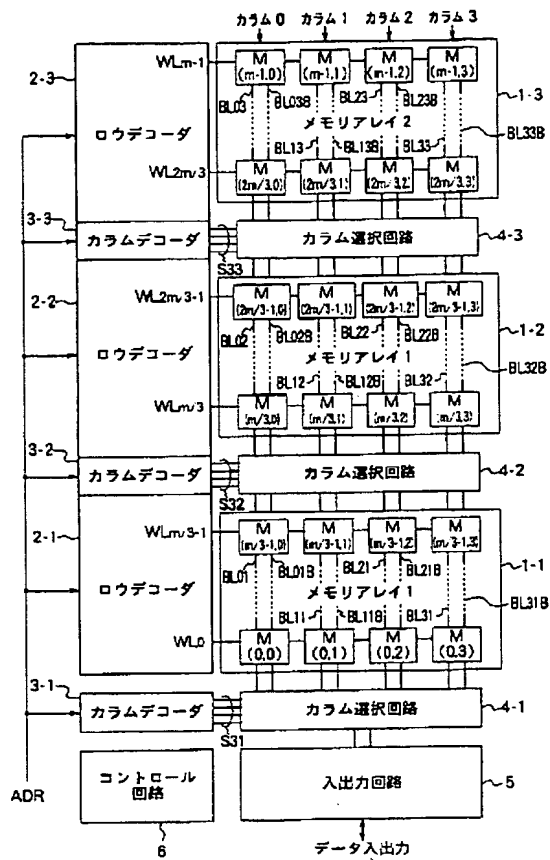 カラム0 カラム1 カラム2 カラム3
2-3
WLm-1
M (m-1,0) M (m-1,1) M (m-1,2) M (m-1,3)
BL03 BL03B BL23 BL23B
1-3
ロウデコーダ
メモリアレイ2
BL13 BL13B BL33 BL33B
WL2m/3
M (2m/3,0) M (2m/3,1) M (2m/3,2) M (2m/3,3)
3-3
カラムデコーダ
S33
カラム選択回路
4-3
2-2
WL2m/3-1
M (2m/3-1,0) M (2m/3-1,1) M (2m/3-1,2) M (2m/3-1,3)
BL02 BL02B BL22 BL22B
1-2
ロウデコーダ
メモリアレイ1
BL12 BL12B BL32 BL32B
WLm/3
M (m/3,0) M (m/3,1) M (m/3,2) M (m/3,3)
3-2
カラムデコーダ
S32
カラム選択回路
4-2
2-1
WLm/3-1
M (m/3-1,0) M (m/3-1,1) M (m/3-1,2) M (m/3-1,3)
BL01 BL01B BL21 BL21B
1-1
ロウデコーダ
メモリアレイ1
BL11 BL11B BL31 BL31B
WL0
M (0,0) M (0,1) M (0,2) M (0,3)
3-1
カラムデコーダ
S31
カラム選択回路
4-1
ADR
コントロール
回路
6
入出力回路
5
データ入出力